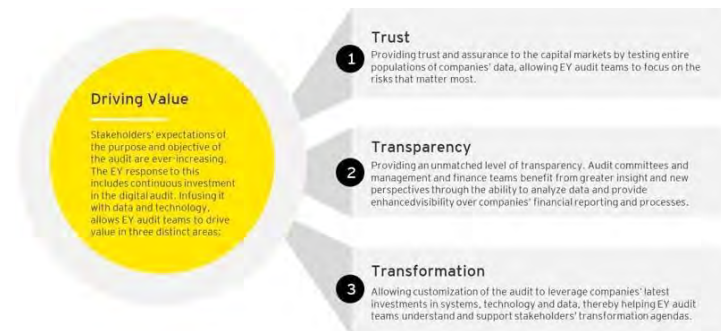 Driving Value
Stakeholders' expectations of
the purpose and objective of
the audit are ever-increasing.
The EY response to this
includes continuous investment
in the digital audit. Infusing it
with data and technology,
allows EY audit teams to drive
value in three distinct areas:
1
Trust
Providing trust and assurance to the capital markets by testing entire
populations of companies' data, allowing EY audit teams to focus on the
risks that matter most.
2
Transparency
Providing an unmatched level of transparency. Audit committees and
management and finance teams benefit from greater insight and new
perspectives through the ability to analyze data and provide
enhancedvisibility over companies' financial reporting and processes.
3
Transformation
Allowing customization of the audit to leverage companies' latest
investments in systems, technology and data, thereby helping EY audit
teams understand and support stakeholders' transformation agendas.